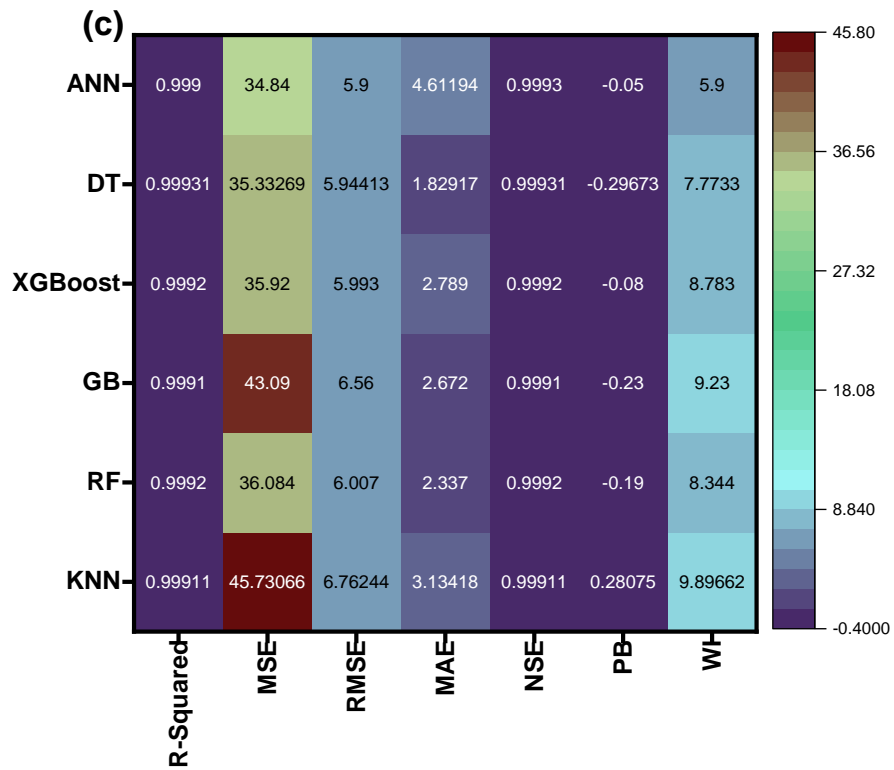 (c)
ANN 0.999 34.84 5.9 4.61194 0.9993 -0.05 5.9
DT 0.99931 35.33269 5.94413 1.82917 0.99931 -0.29673 7.7733
XGBoost 0.9992 35.92 5.993 2.789 0.9992 -0.08 8.783
GB 0.9991 43.09 6.56 2.672 0.9991 -0.23 9.23
RF 0.9992 36.084 6.007 2.337 0.9992 -0.19 8.344
KNN 0.99911 45.73066 6.76244 3.13418 0.99911 0.28075 9.89662
R-Squared MSE RMSE MAE NSE PB WI
45.80
36.56
27.32
18.08
8.840
-0.4000